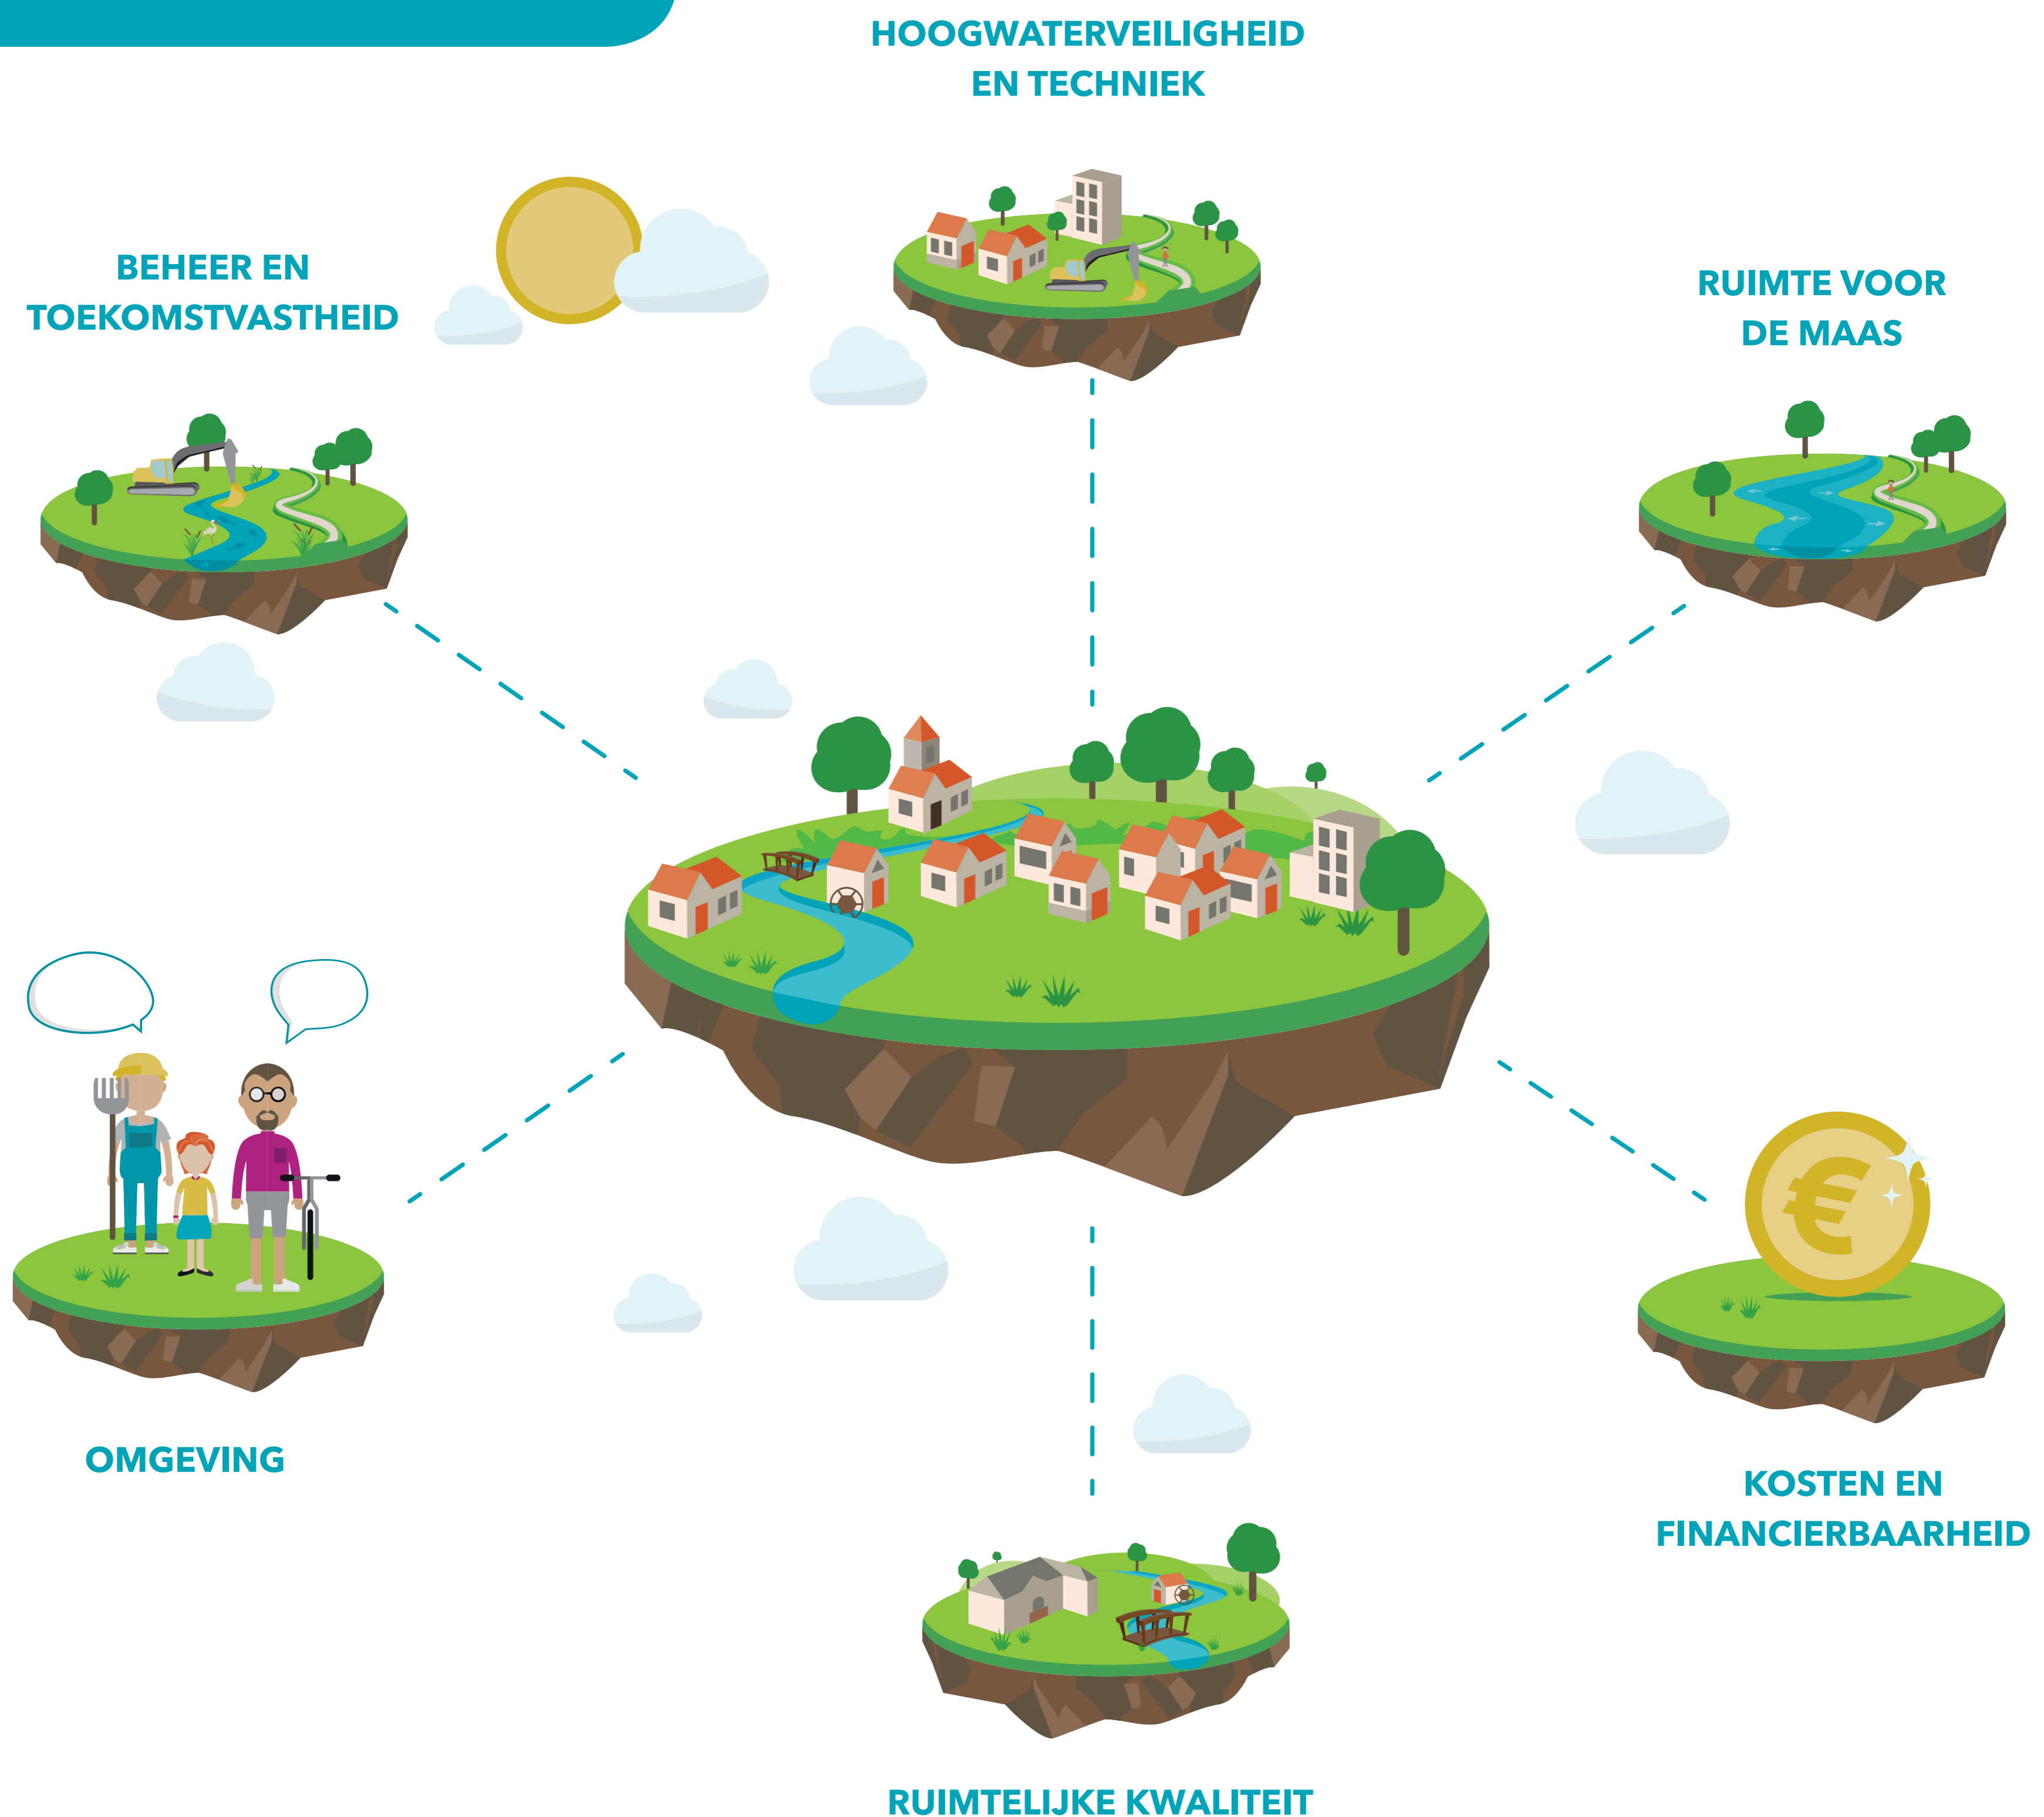 HOOGWATERVEILIGHEID
EN TECHNIEK
BEHEER EN
TOEKOMSTVASTHEID
RUIMTE VOOR
DE MAAS
OMGEVING
KOSTEN EN
FINANCIERBAARHEID
RUIMTELIJKE KWALITEIT
€